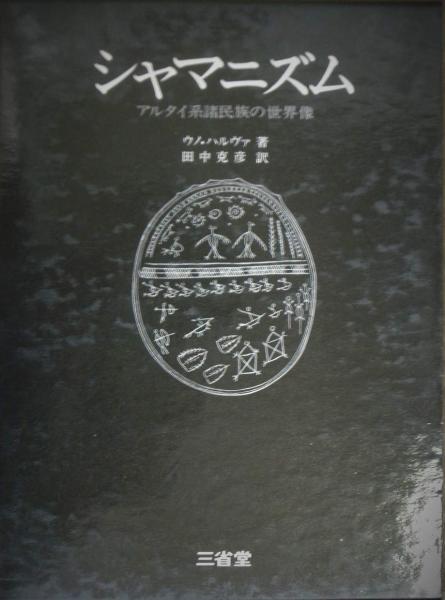 シャマニズム
アルタイ系諸民族の世界像
ウノ・ハルヴァ 著
田中克彦 訳
三省堂